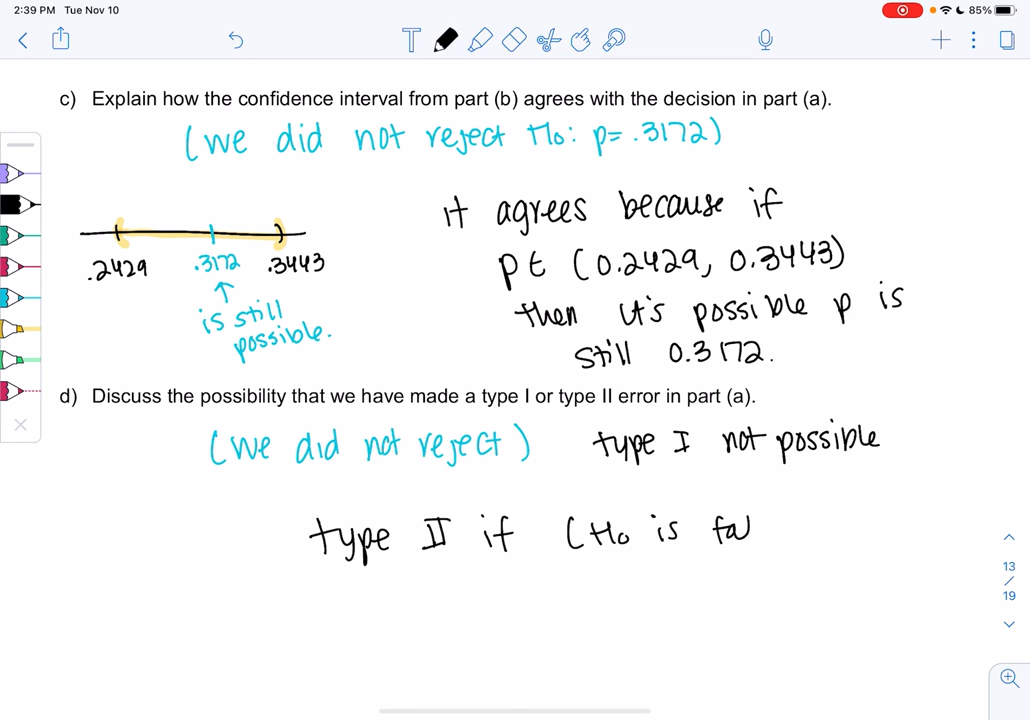 2:39 PM Tue Nov 10
85%
c) Explain how the confidence interval from part (b) agrees with the decision in part (a).
(we did not reject H₀: p= .3172)
it agrees because if
p ∈ (0.2429, 0.3443)
then it's possible p is
still 0.3172.
.2429 .3172 .3443
↑
is still
possible.
d) Discuss the possibility that we have made a type I or type II error in part (a).
(we did not reject) type I not possible
type II if (H₀ is fal
13
/
19
T